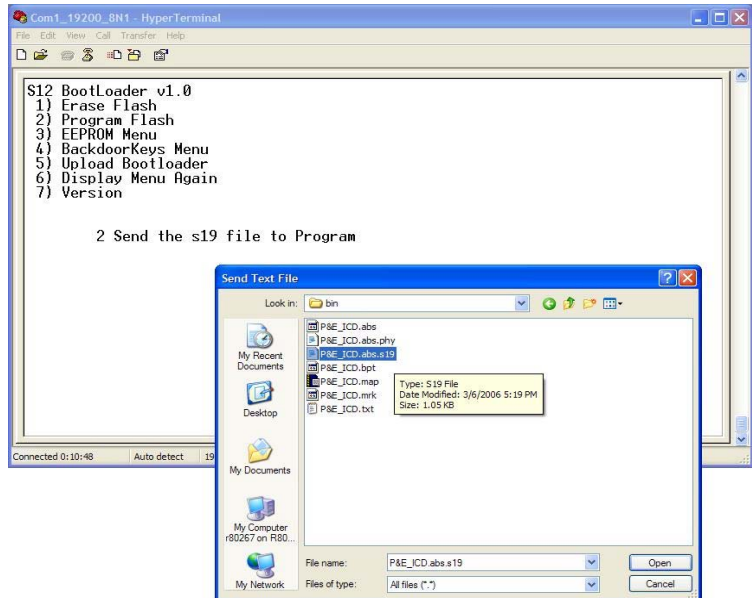 Com1_19200_8N1 - HyperTerminal
File Edit View Call Transfer Help
S12 BootLoader v1.0
1) Erase Flash
2) Program Flash
3) EEPROM Menu
4) BackdoorKeys Menu
5) Upload Bootloader
6) Display Menu Again
7) Version
2 Send the s19 file to Program
Send Text File
Look in: bin
My Recent Documents
Desktop
My Documents
My Computer
r80267 on R80...
My Network
P&E_ICD.abs
P&E_ICD.abs.phy
P&E_ICD.abs.s19
P&E_ICD.bpt
P&E_ICD.map
P&E_ICD.mrk
P&E_ICD.txt
Type: S19 File
Date Modified: 3/6/2006 5:19 PM
Size: 1.05 KB
File name: P&E_ICD.abs.s19 Open
Files of type: All files (*.*) Cancel
Connected 0:10:48 Auto detect 19